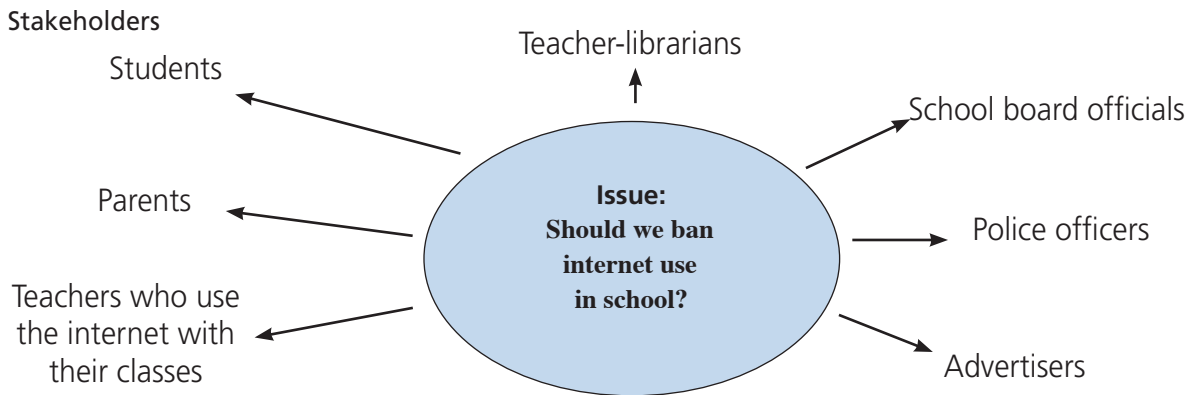 Stakeholders
Students
Teacher-librarians
School board officials
Parents
Issue:
Should we ban
internet use
in school?
Police officers
Teachers who use
the internet with
their classes
Advertisers